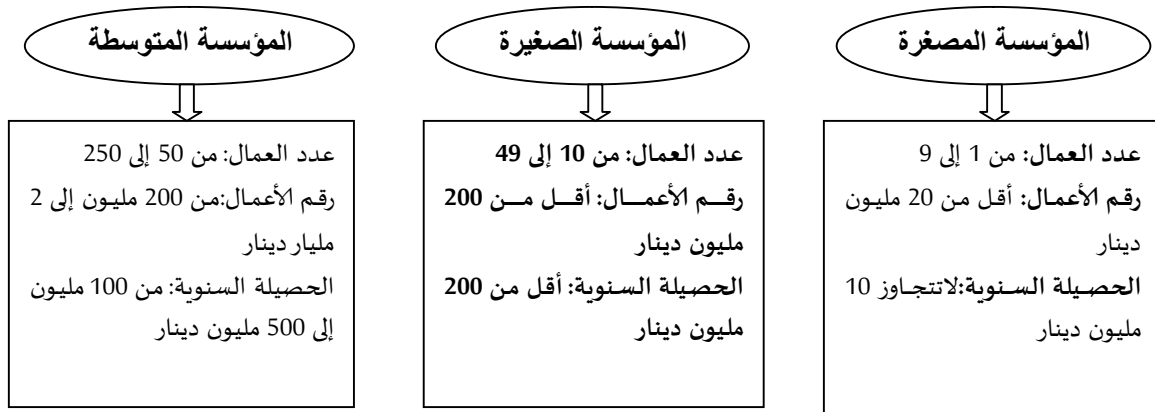 المؤسسة المصغرة
عدد العمال: من 1 إلى 9
رقم الأعمال: أقل من 20 مليون
دينار
الحصيلة السنوية:لاتتجاوز 10
مليون دينار
المؤسسة الصغيرة
عدد العمال: من 10 إلى 49
رقم الأعمال: أقل من 200
مليون دينار
الحصيلة السنوية: أقل من 200
مليون دينار
المؤسسة المتوسطة
عدد العمال: من 50 إلى 250
رقم الأعمال:من 200 مليون إلى 2
مليار دينار
الحصيلة السنوية: من 100 مليون
إلى 500 مليون دينار